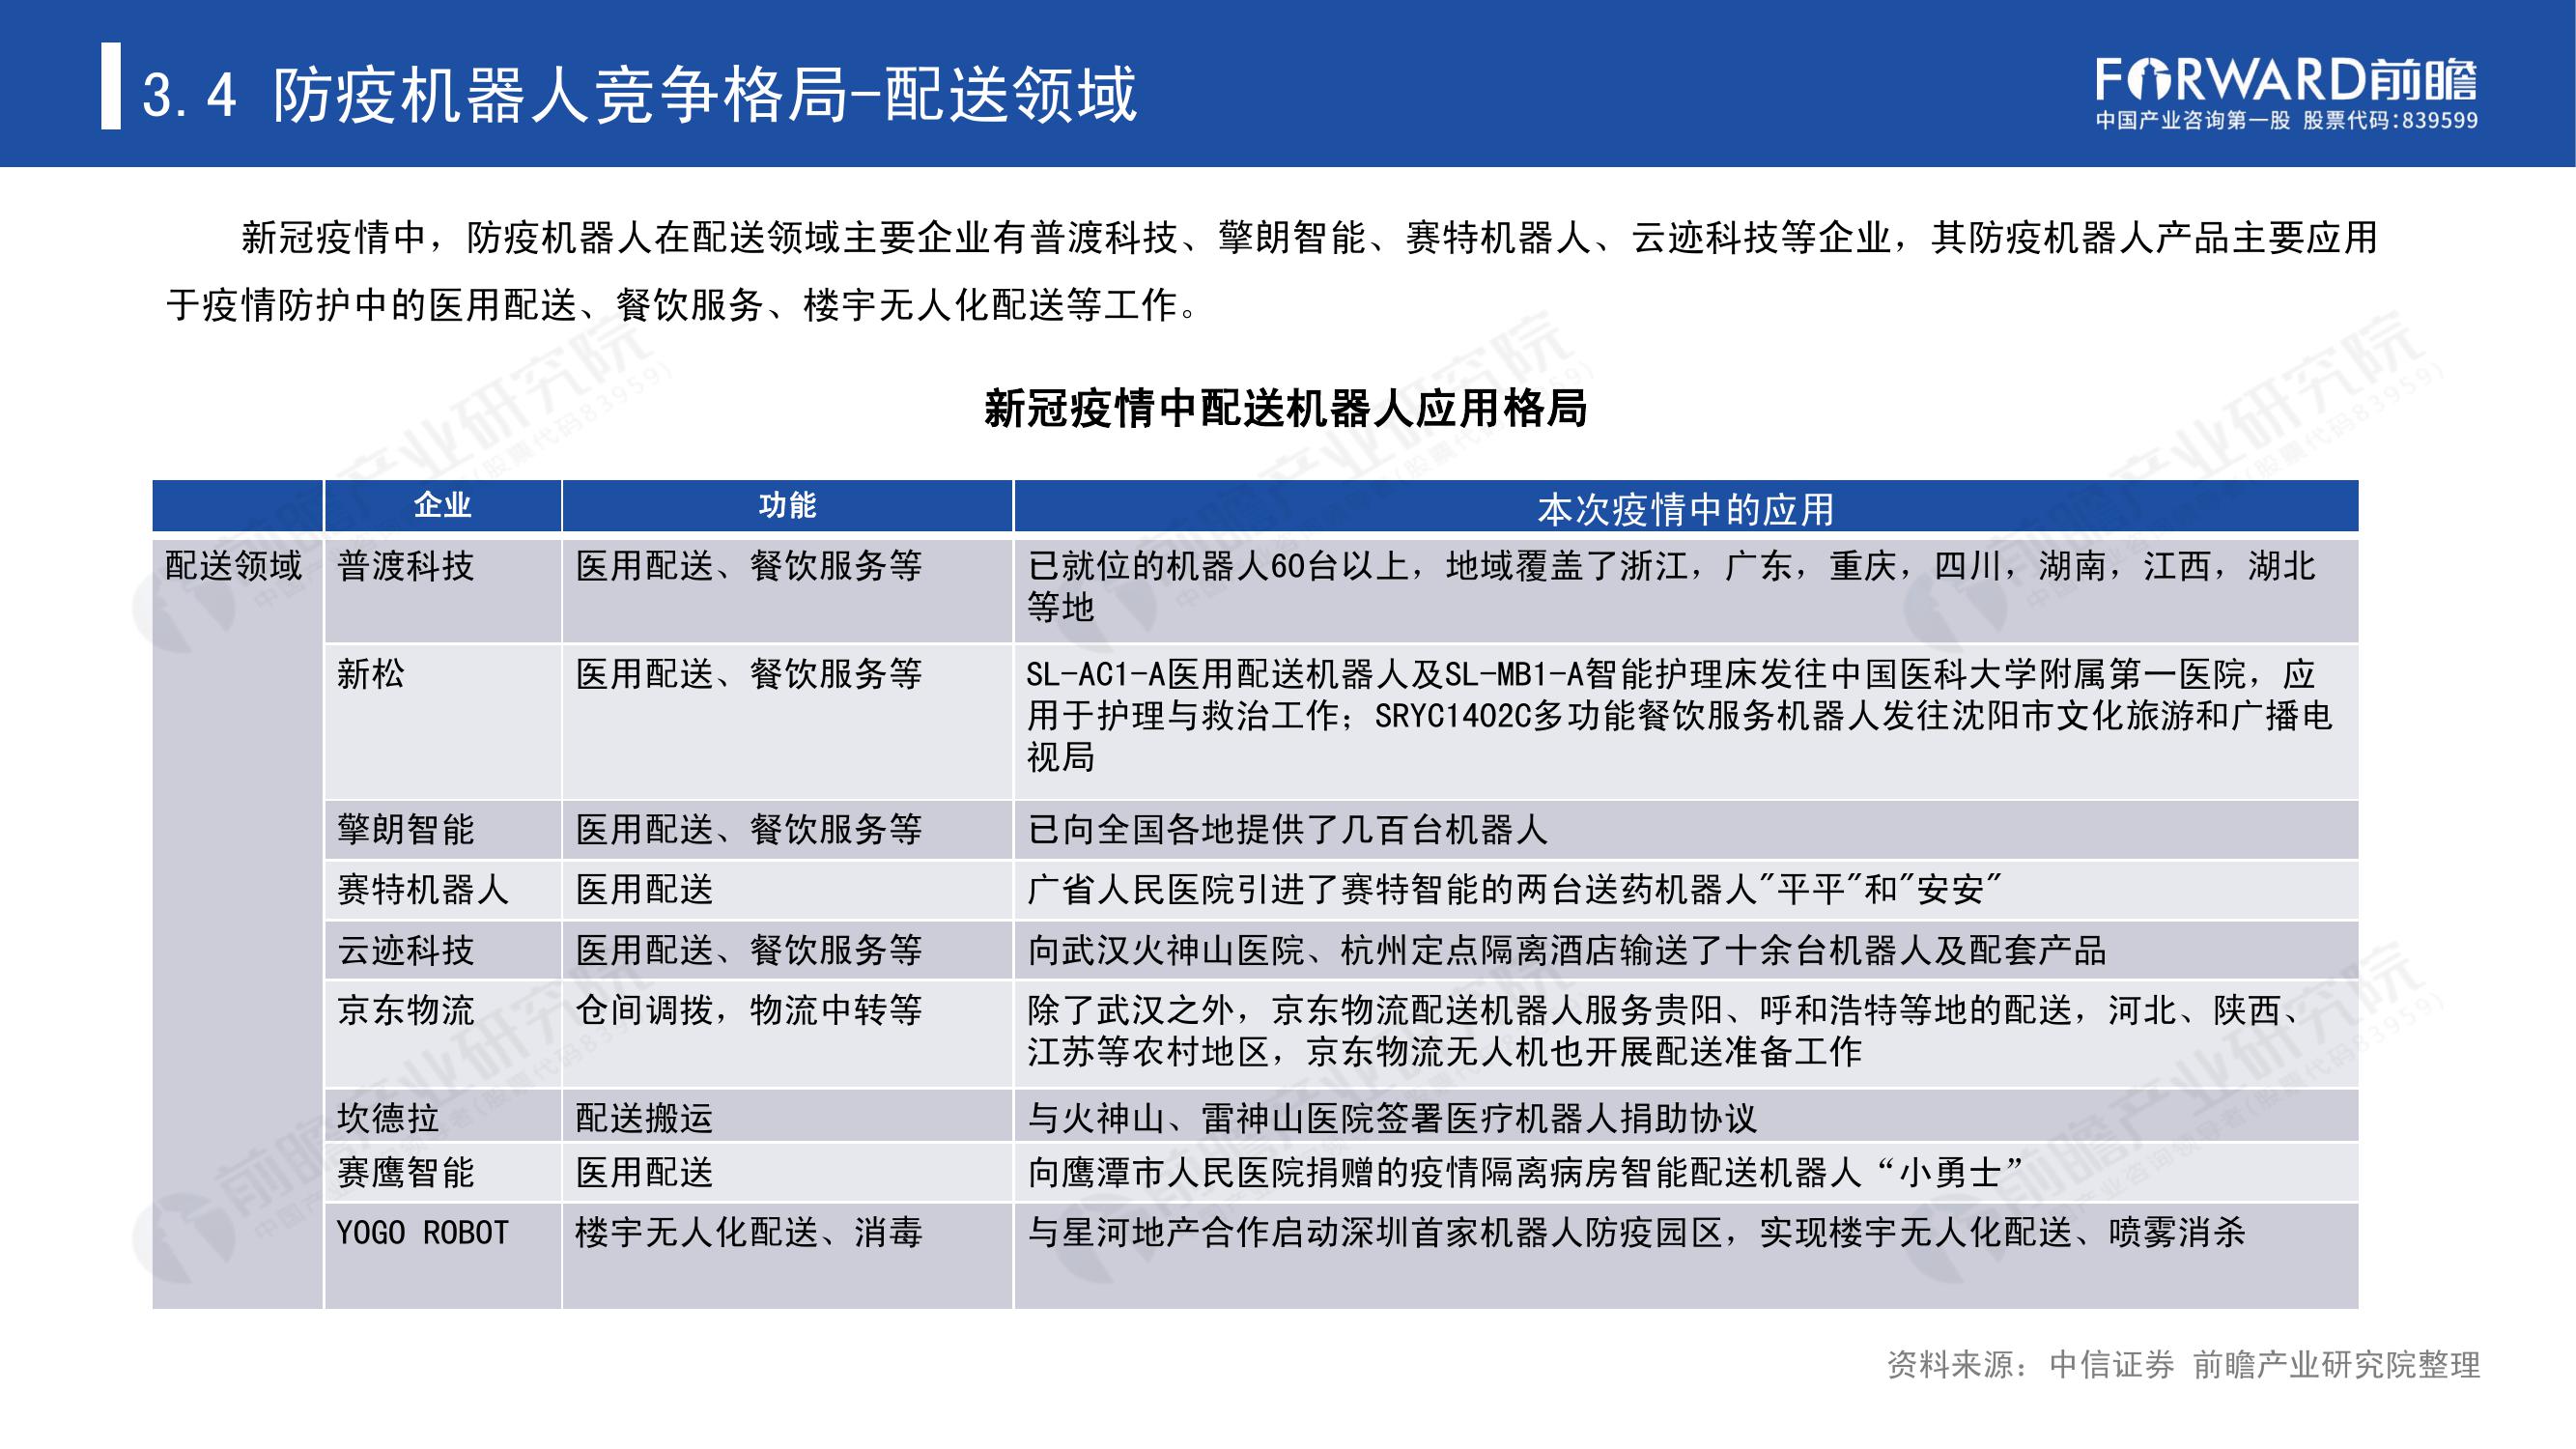 3.4 防疫机器人竞争格局-配送领域
FORWARD前瞻
中国产业咨询第一股 股票代码:839599
新冠疫情中，防疫机器人在配送领域主要企业有普渡科技、擎朗智能、赛特机器人、云迹科技等企业，其防疫机器人产品主要应用
于疫情防护中的医用配送、餐饮服务、楼宇无人化配送等工作。
新冠疫情中配送机器人应用格局
企业 功能 本次疫情中的应用
配送领域 普渡科技 医用配送、餐饮服务等 已就位的机器人60台以上，地域覆盖了浙江，广东，重庆，四川，湖南，江西，湖北
等地
新松 医用配送、餐饮服务等 SL-AC1-A医用配送机器人及SL-MB1-A智能护理床发往中国医科大学附属第一医院，应
用于护理与救治工作；SRYC1402C多功能餐饮服务机器人发往沈阳市文化旅游和广播电
视局
擎朗智能 医用配送、餐饮服务等 已向全国各地提供了几百台机器人
赛特机器人 医用配送 广省人民医院引进了赛特智能的两台送药机器人"平平"和"安安"
云迹科技 医用配送、餐饮服务等 向武汉火神山医院、杭州定点隔离酒店输送了十余台机器人及配套产品
京东物流 仓间调拨，物流中转等 除了武汉之外，京东物流配送机器人服务贵阳、呼和浩特等地的配送，河北、陕西、
江苏等农村地区，京东物流无人机也开展配送准备工作
坎德拉 配送搬运 与火神山、雷神山医院签署医疗机器人捐助协议
赛鹰智能 医用配送 向鹰潭市人民医院捐赠的疫情隔离病房智能配送机器人“小勇士”
YOGO ROBOT 楼宇无人化配送、消毒 与星河地产合作启动深圳首家机器人防疫园区，实现楼宇无人化配送、喷雾消杀
资料来源：中信证券 前瞻产业研究院整理